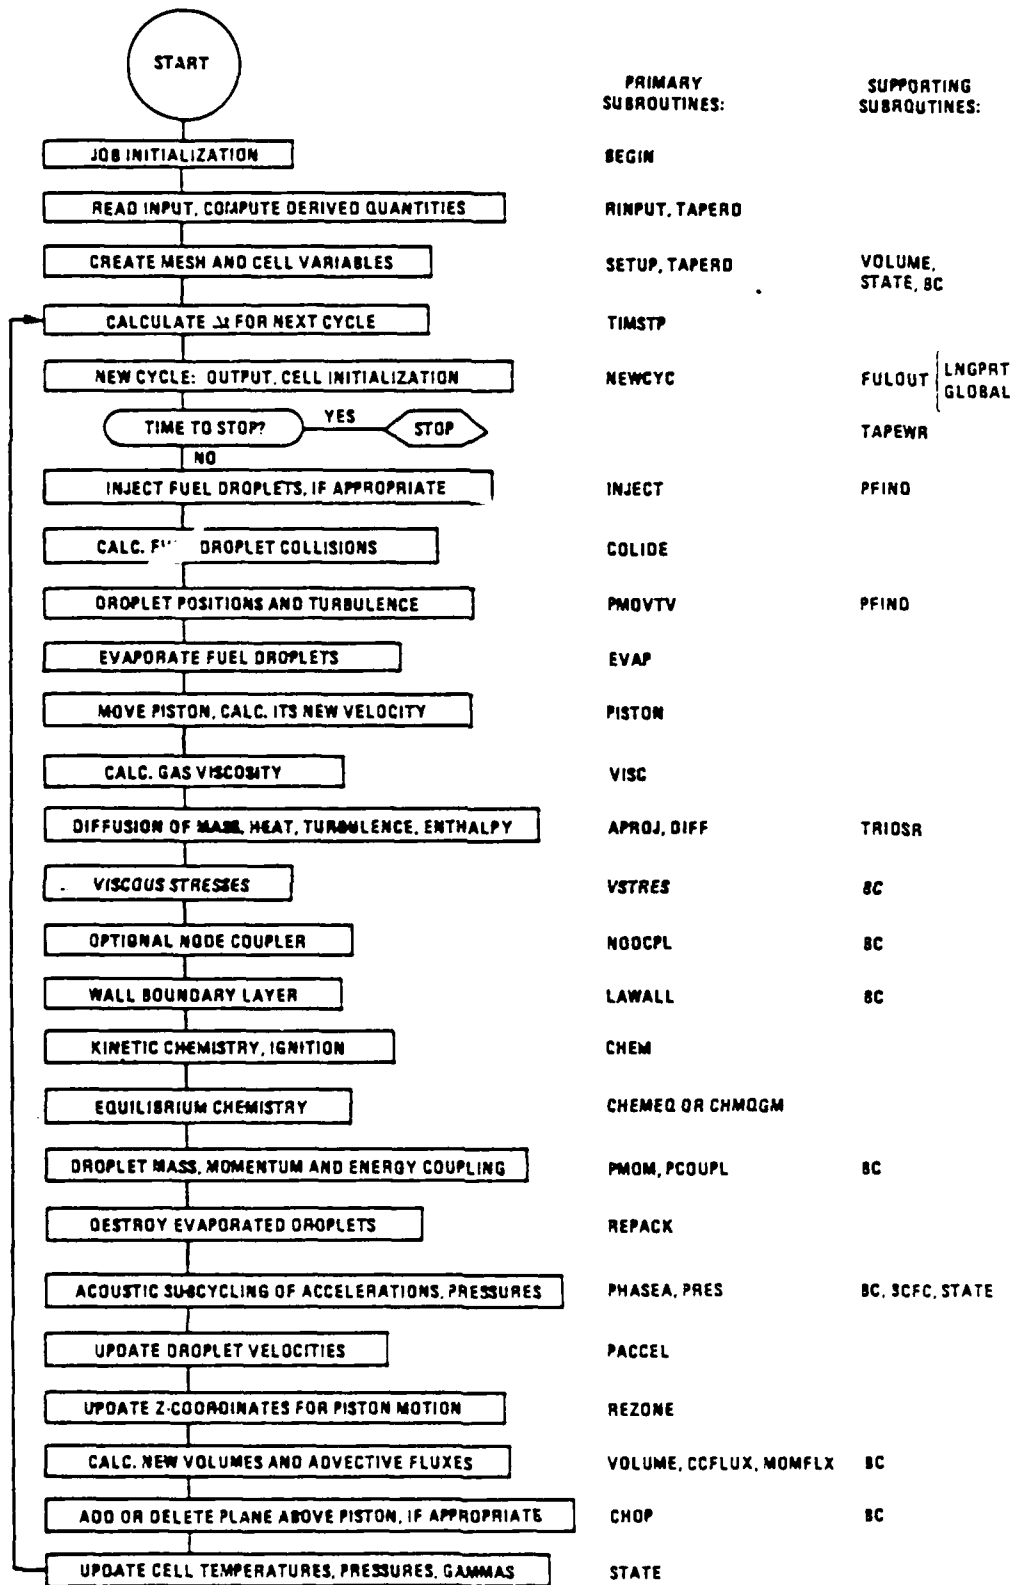 START
PRIMARY
SUBROUTINES:
SUPPORTING
SUBROUTINES:
JOB INITIALIZATION
BEGIN
READ INPUT, COMPUTE DERIVED QUANTITIES
RINPUT, TAPERD
CREATE MESH AND CELL VARIABLES
SETUP, TAPERD
VOLUME,
STATE, BC
CALCULATE Δt FOR NEXT CYCLE
TIMSTP
NEW CYCLE: OUTPUT, CELL INITIALIZATION
NEWCYC
FULOUT
LNGPRT
GLOBAL
TIME TO STOP?
YES
STOP
TAPEWR
NO
INJECT FUEL DROPLETS, IF APPROPRIATE
INJECT
PFIND
CALC. DROPLET COLLISIONS
COLIDE
DROPLET POSITIONS AND TURBULENCE
PMOVTV
PFIND
EVAPORATE FUEL DROPLETS
EVAP
MOVE PISTON, CALC. ITS NEW VELOCITY
PISTON
CALC. GAS VISCOSITY
VISC
DIFFUSION OF MASS, HEAT, TURBULENCE, ENTHALPY
APROJ, DIFF
TRIDSR
VISCOUS STRESSES
VSTRES
BC
OPTIONAL NODE COUPLER
NODCPL
BC
WALL BOUNDARY LAYER
LAWALL
BC
KINETIC CHEMISTRY, IGNITION
CHEM
EQUILIBRIUM CHEMISTRY
CHEMEQ OR CHMQGM
DROPLET MASS, MOMENTUM AND ENERGY COUPLING
PMOM, PCOUPL
BC
DESTROY EVAPORATED DROPLETS
REPACK
ACOUSTIC SUBCYCLING OF ACCELERATIONS, PRESSURES
PHASEA, PRES
BC, SCFC, STATE
UPDATE DROPLET VELOCITIES
PACCEL
UPDATE Z-COORDINATES FOR PISTON MOTION
REZONE
CALC. NEW VOLUMES AND ADVECTIVE FLUXES
VOLUME, CCFLUX, MOMFLX
BC
ADD OR DELETE PLANE ABOVE PISTON, IF APPROPRIATE
CHOP
BC
UPDATE CELL TEMPERATURES, PRESSURES, GAMMAS
STATE